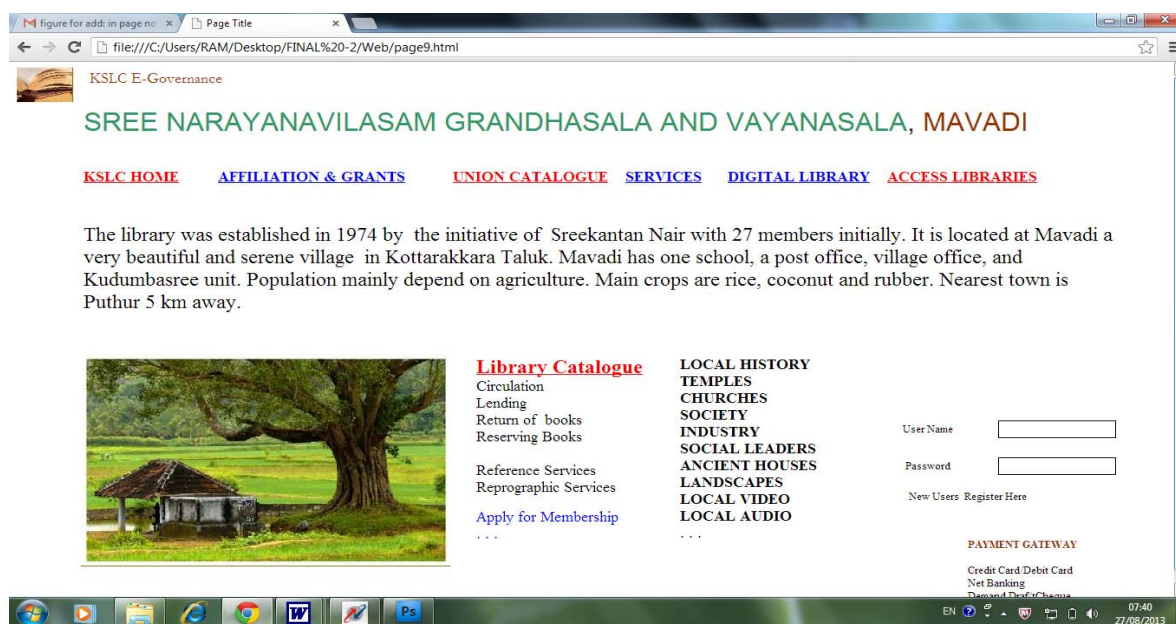 figure for add: in page no
Page Title
file:///C:/Users/RAM/Desktop/FINAL%20-2/Web/page9.html
KSLC E-Governance
SREE NARAYANAVILASAM GRANDHASALA AND VAYANASALA, MAVADI
KSLC HOME AFFILIATION & GRANTS UNION CATALOGUE SERVICES DIGITAL LIBRARY ACCESS LIBRARIES
The library was established in 1974 by the initiative of Sreekantan Nair with 27 members initially. It is located at Mavadi a
very beautiful and serene village in Kottarakkara Taluk. Mavadi has one school, a post office, village office, and
Kudumbasree unit. Population mainly depend on agriculture. Main crops are rice, coconut and rubber. Nearest town is
Puthur 5 km away.
Library Catalogue
Circulation
Lending
Return of books
Reserving Books
Reference Services
Reprographic Services
Apply for Membership
. . .
LOCAL HISTORY
TEMPLES
CHURCHES
SOCIETY
INDUSTRY
SOCIAL LEADERS
ANCIENT HOUSES
LANDSCAPES
LOCAL VIDEO
LOCAL AUDIO
. . .
User Name
Password
New Users Register Here
PAYMENT GATEWAY
Credit Card/Debit Card
Net Banking
Demand Draft/Cheque
W
Ps
EN
07:40
27/08/2013